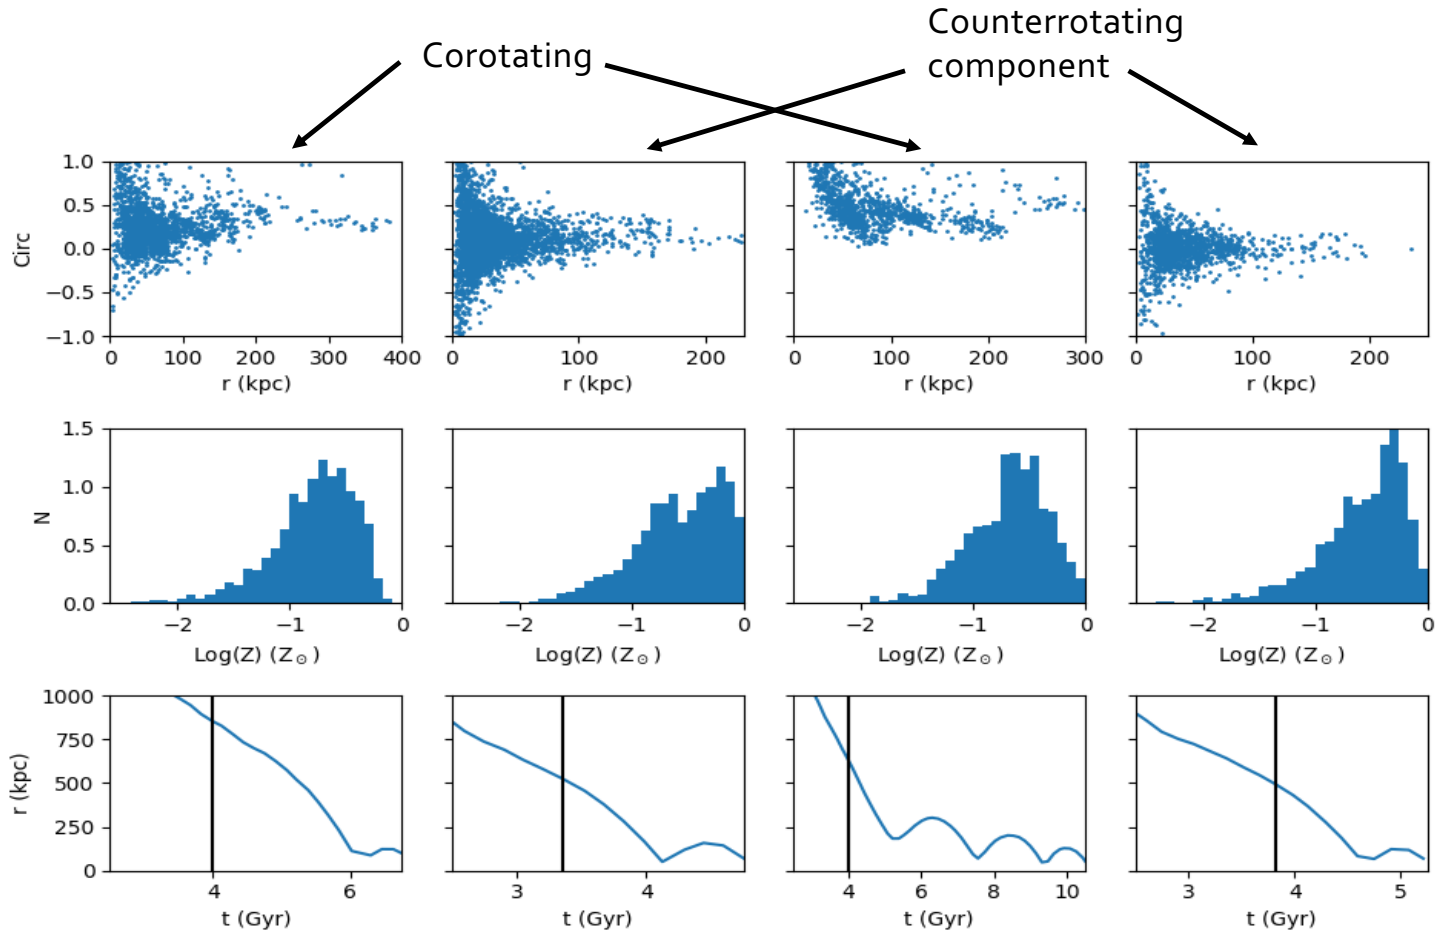 Counterrotating
component
Corotating
1.0
0.5
0.0
−0.5
−1.0
Circ
0 100 200 300 400
0 100 200
0 100 200 300
0 100 200
r (kpc) r (kpc) r (kpc) r (kpc)
1.5
1.0
0.5
0.0
N
−2 −1 0
−2 −1 0
−2 −1 0
−2 −1 0
Log(Z) (Z⊙) Log(Z) (Z⊙) Log(Z) (Z⊙) Log(Z) (Z⊙)
1000
750
500
250
0
r (kpc)
4 6
3 4
4 6 8 10
3 4 5
t (Gyr) t (Gyr) t (Gyr) t (Gyr)